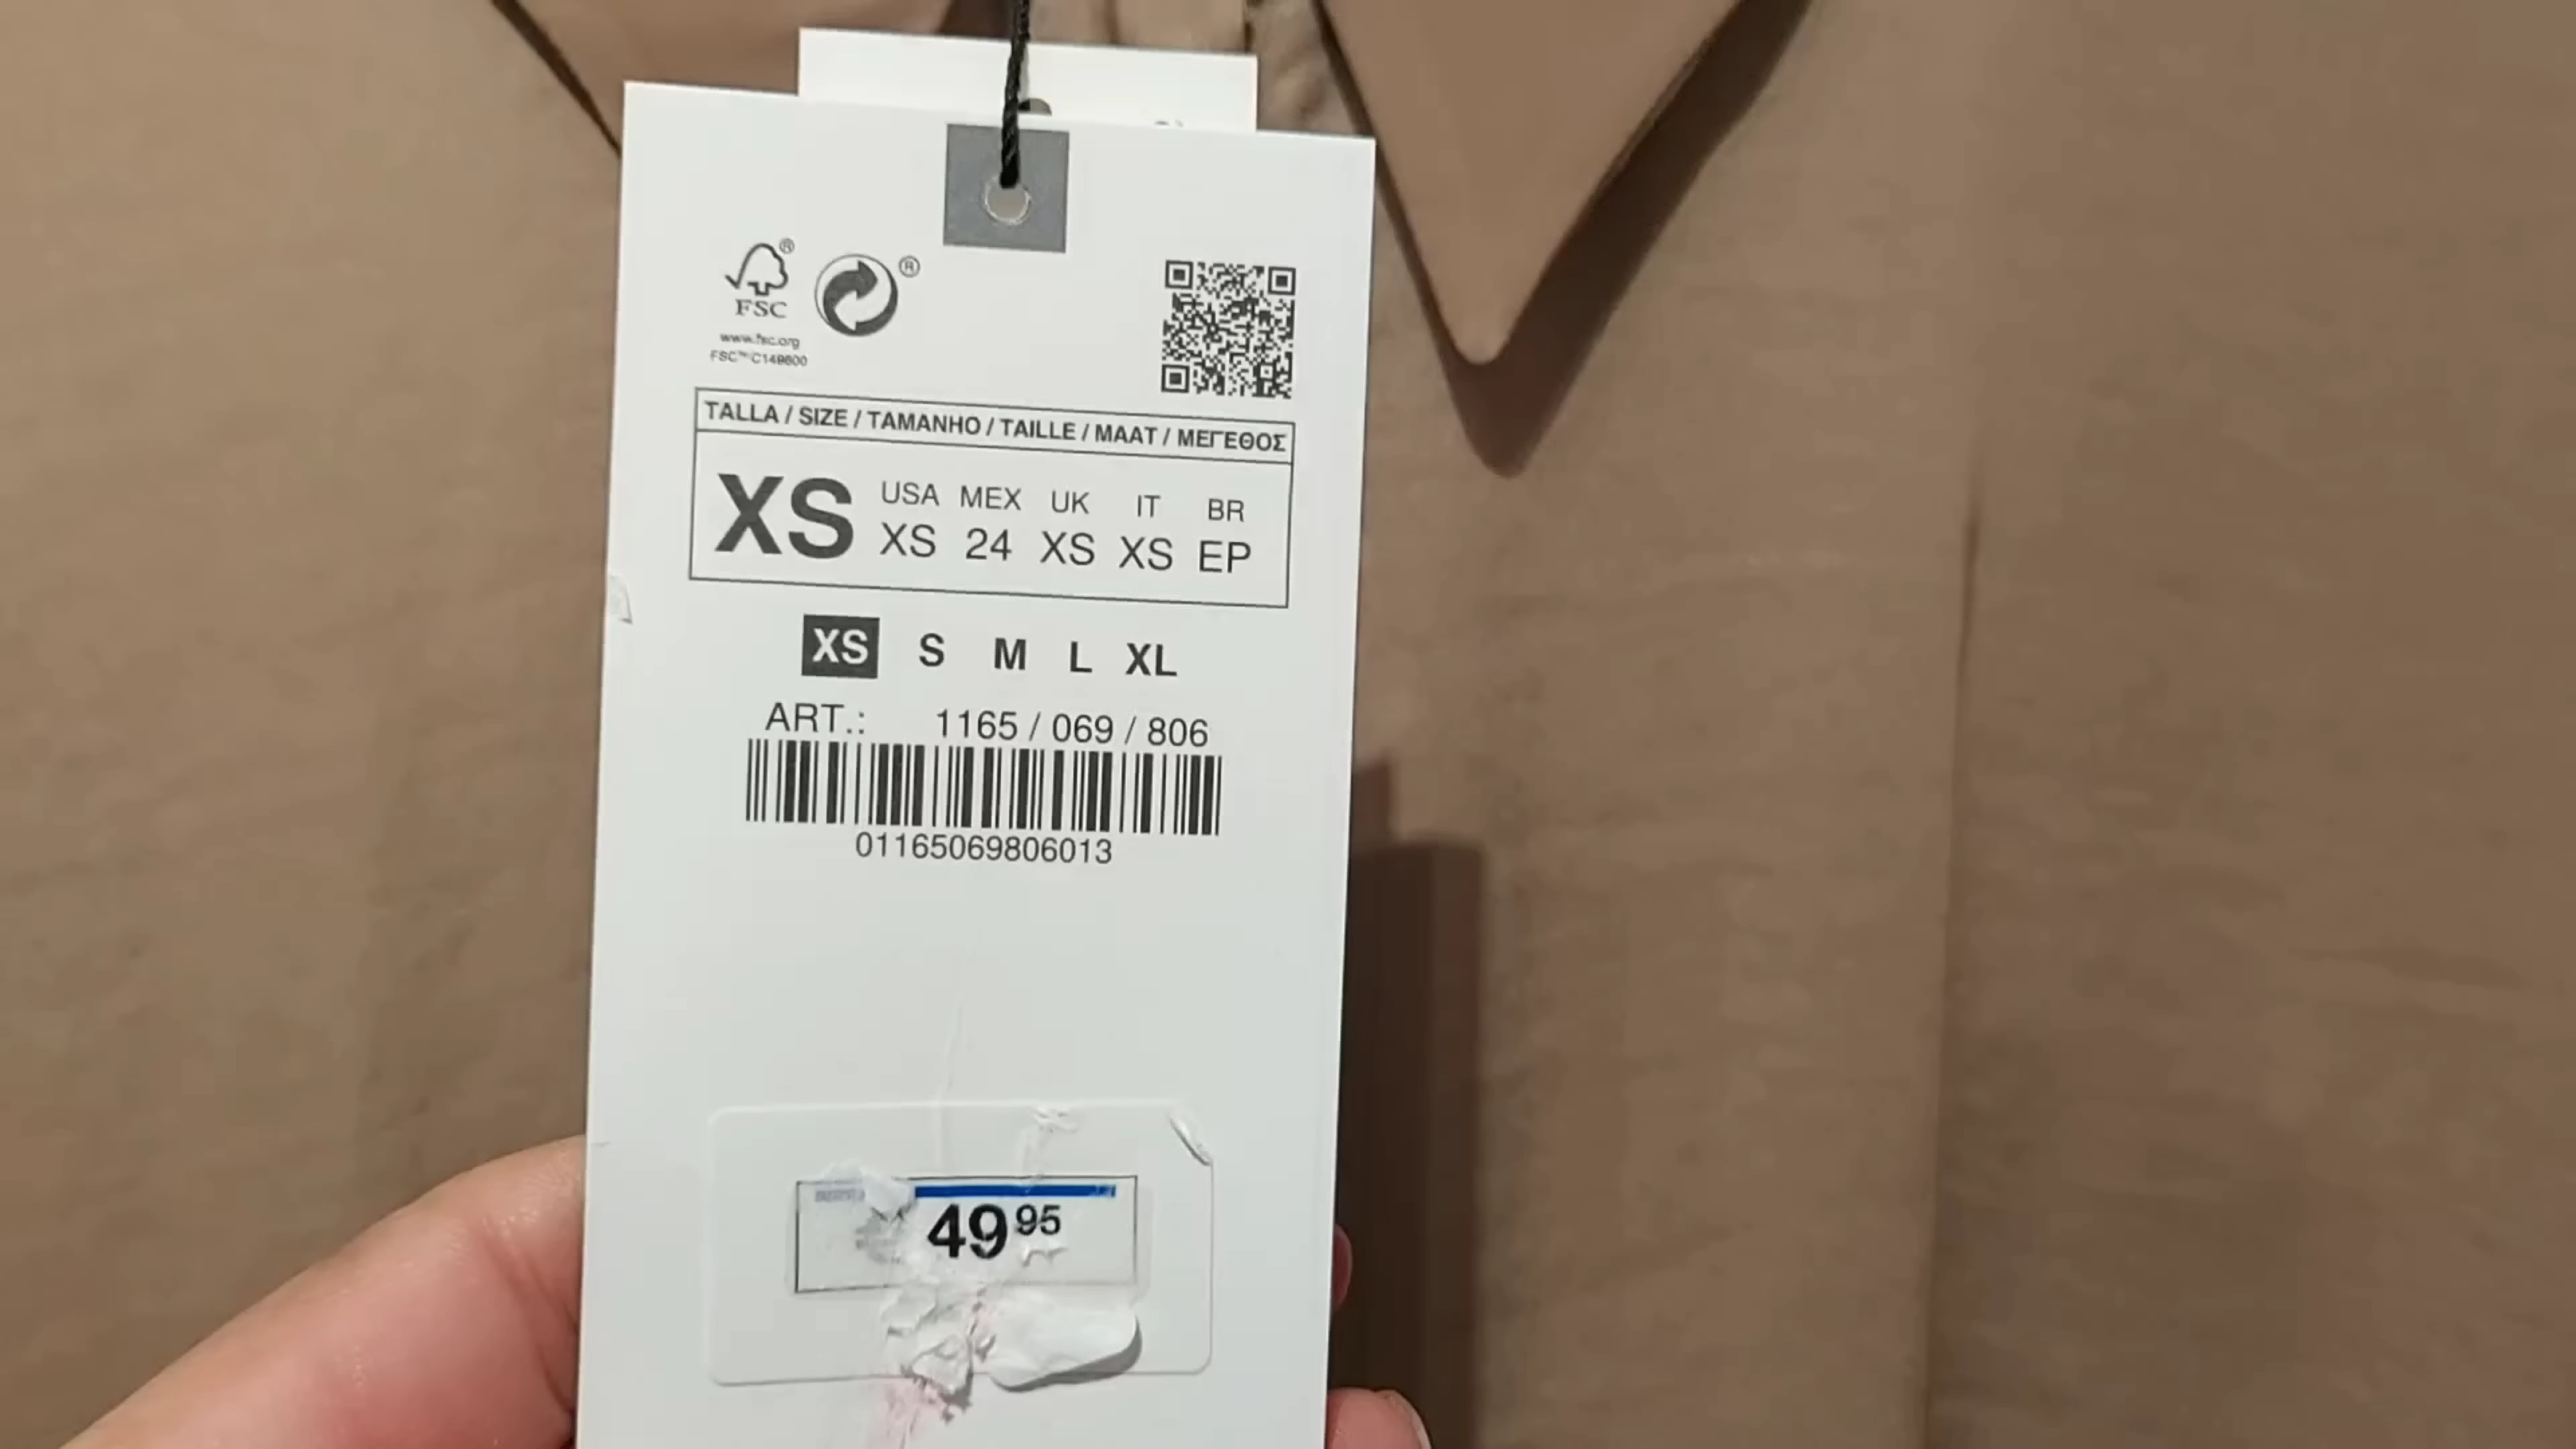 FSC
www.fsc.org
FSC™ C149600
TALLA / SIZE / TAMANHO / TAILLE / MAAT / ΜΕΓΕΘΟΣ
XS USA MEX UK IT BR
XS 24 XS XS EP
XS S M L XL
ART.: 1165 / 069 / 806
01165069806013
49 95